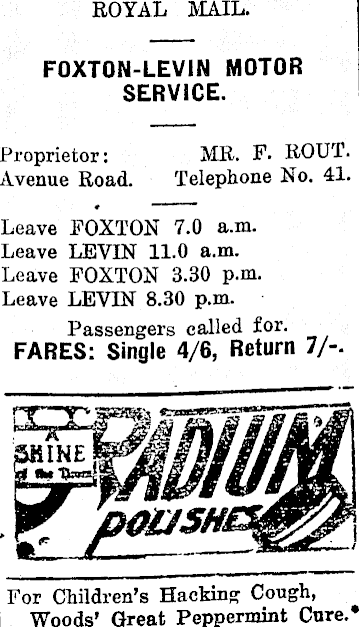 ROYAL MAIL.
FOXTON-LEVIN MOTOR
SERVICE.
Proprietor: MR. F. ROUT.
Avenue Road. Telephone No. 41.
Leave FOXTON 7.0 a.m.
Leave LEVIN 11.0 a.m.
Leave FOXTON 3.30 p.m.
Leave LEVIN 8.30 p.m.
Passengers called for.
FARES: Single 4/6, Return 7/-.
A
SHINE
RADIUM
POLISHES
For Children's Hacking Cough,
Woods' Great Peppermint Cure.*